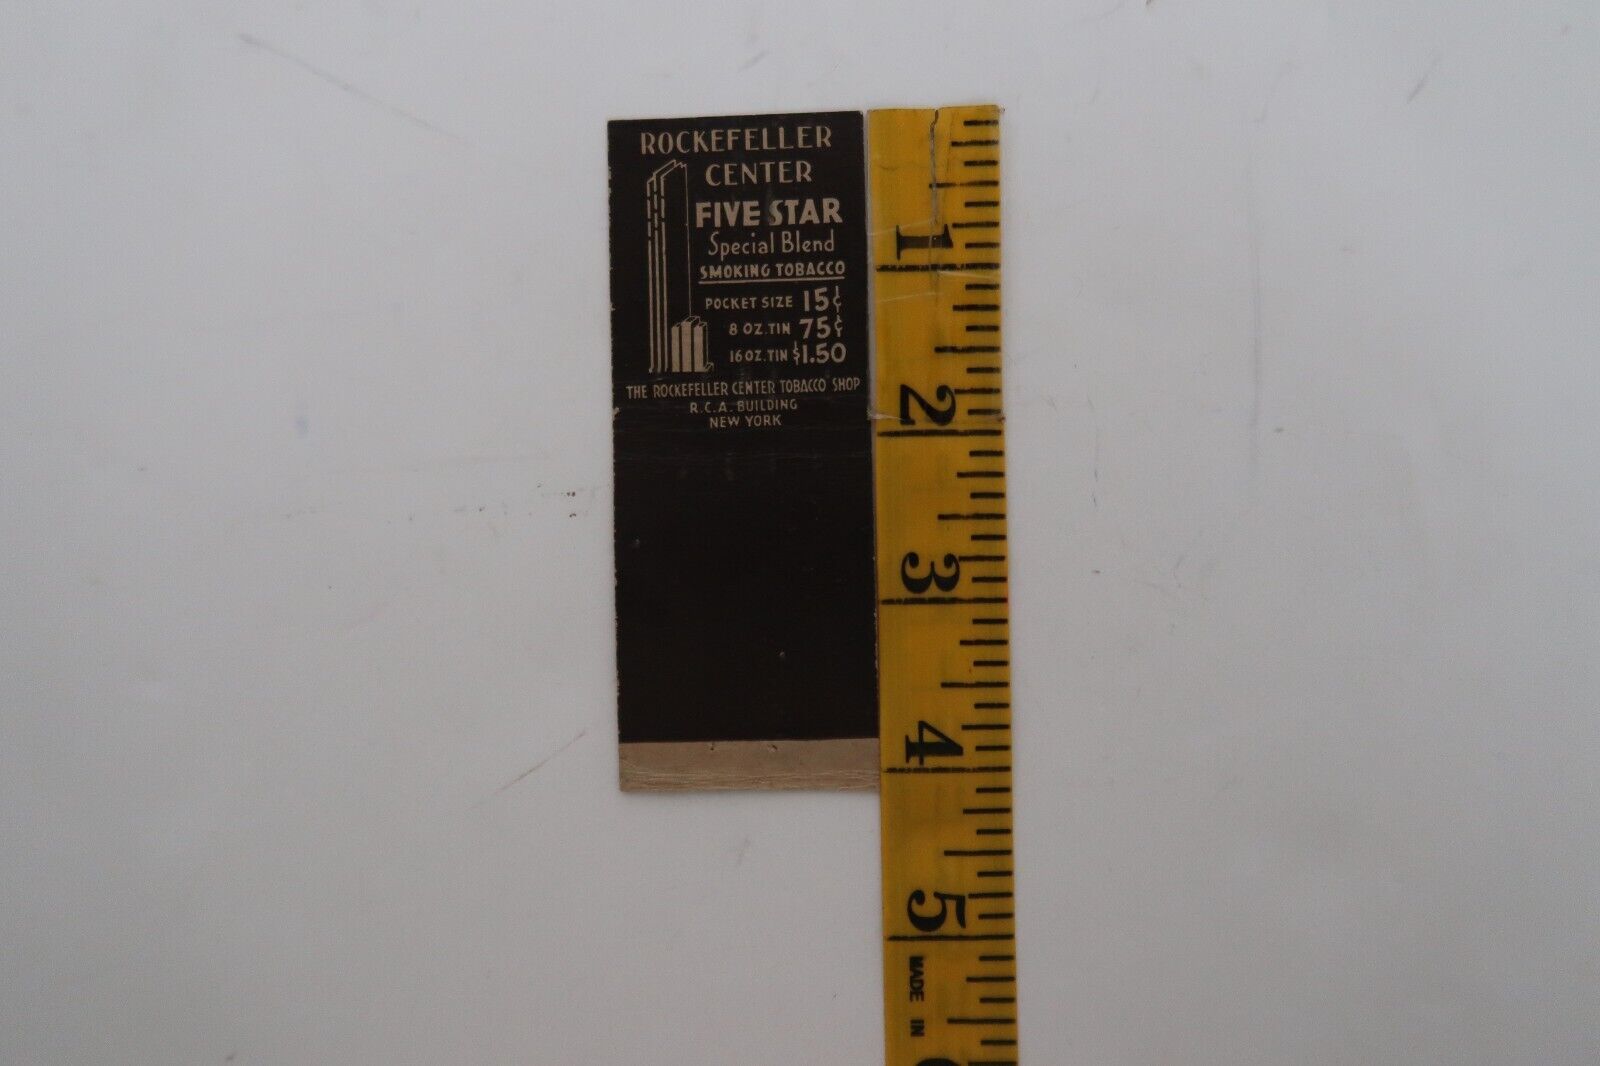 ROCKEFELLER
CENTER
FIVE STAR
Special Blend
SMOKING TOBACCO
POCKET SIZE 15¢
8 OZ. TIN 75¢
16 OZ. TIN $1.50
THE ROCKEFELLER CENTER TOBACCO SHOP
R.C.A. BUILDING
NEW YORK
1
2
3
4
5
MADE IN